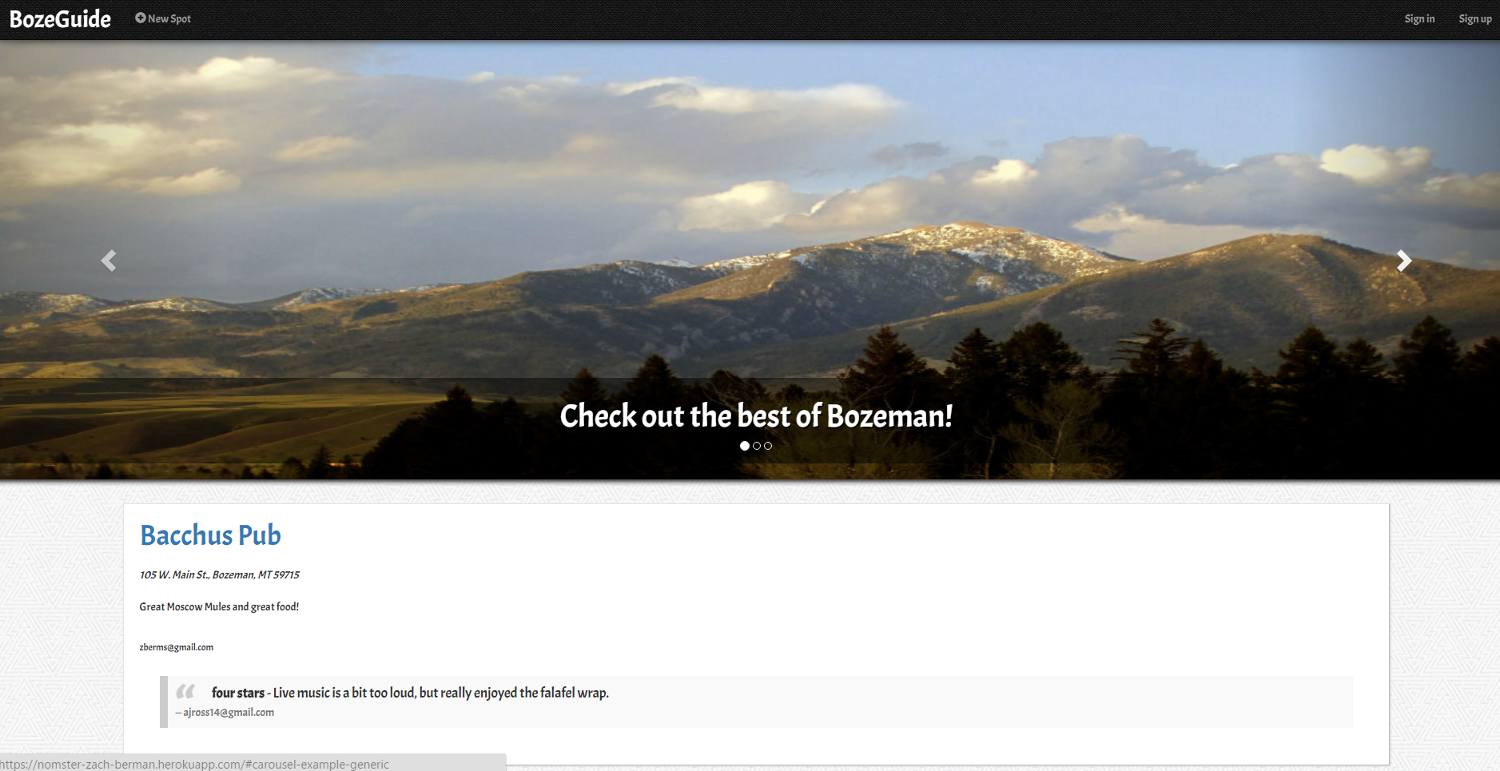 BozeGuide
New Spot
Sign in
Sign up
Check out the best of Bozeman!
Bacchus Pub
105 W. Main St., Bozeman, MT 59715
Great Moscow Mules and great food!
zberms@gmail.com
“ four stars - Live music is a bit too loud, but really enjoyed the falafel wrap.
— ajross14@gmail.com
https://nomster-zach-berman.herokuapp.com/#carousel-example-generic